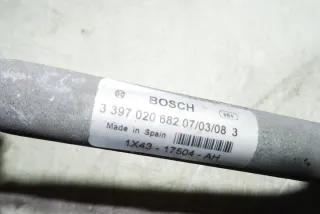 BOSCH
3 397 020 682 07/03/08 3
Made in Spain
1X43 - 17504 - AH